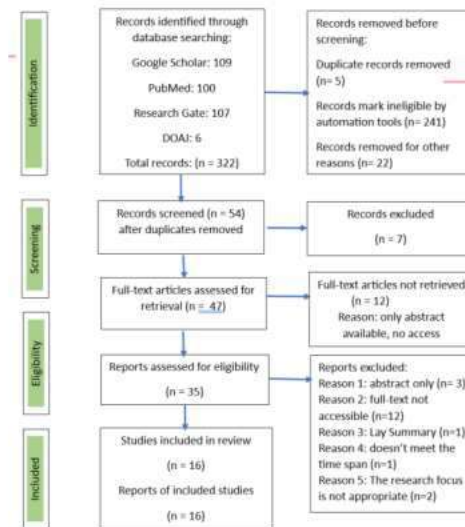 Identification
Records identified through
database searching:
Google Scholar: 109
PubMed: 100
Research Gate: 107
DOAJ: 6
Total records: (n = 322)
Records removed before
screening:
Duplicate records removed
(n= 5)
Records mark ineligible by
automation tools (n= 241)
Records removed for other
reasons (n= 22)
Screening
Records screened (n = 54)
after duplicates removed
Records excluded
(n = 7)
Full-text articles assessed for
retrieval (n = 47)
Full-text articles not retrieved
(n = 12)
Reason: only abstract
available, no access
Eligibility
Reports assessed for eligibility
(n = 35)
Reports excluded:
Reason 1: abstract only (n= 3)
Reason 2: full-text not
accessible (n=12)
Reason 3: Lay Summary (n=1)
Reason 4: doesn't meet the
time span (n=1)
Reason 5: The research focus
is not appropriate (n=2)
Included
Studies included in review
(n = 16)
Reports of included studies
(n = 16)